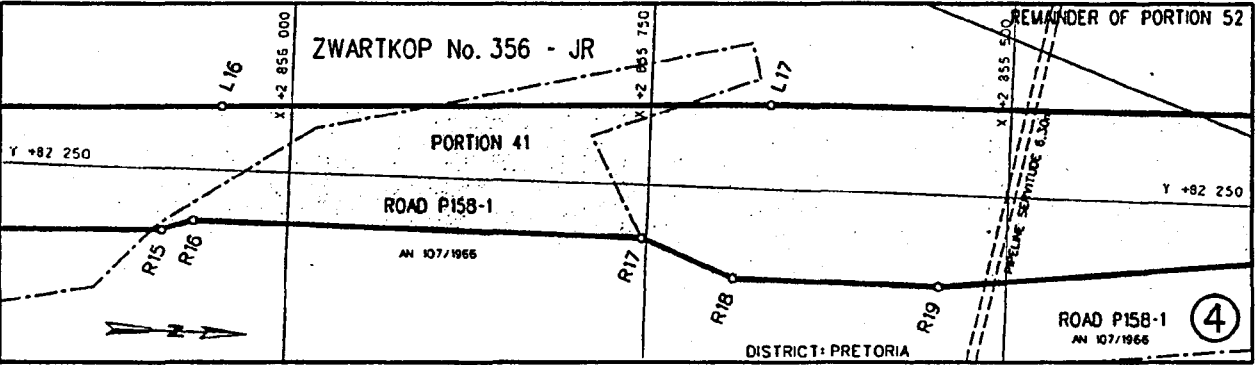 REMAINDER OF PORTION 52
ZWARTKOP No. 356 - JR
X +2 856 000
X +2 855 750
X +2 855 500
L16
L17
PORTION 41
Y +82 250
Y +82 250
ROAD P158-1
AN 107/1966
R15
R16
R17
R18
R19
PIPELINE SERVITUDE 6,30m
N
ROAD P158-1
AN 107/1966
4
DISTRICT: PRETORIA